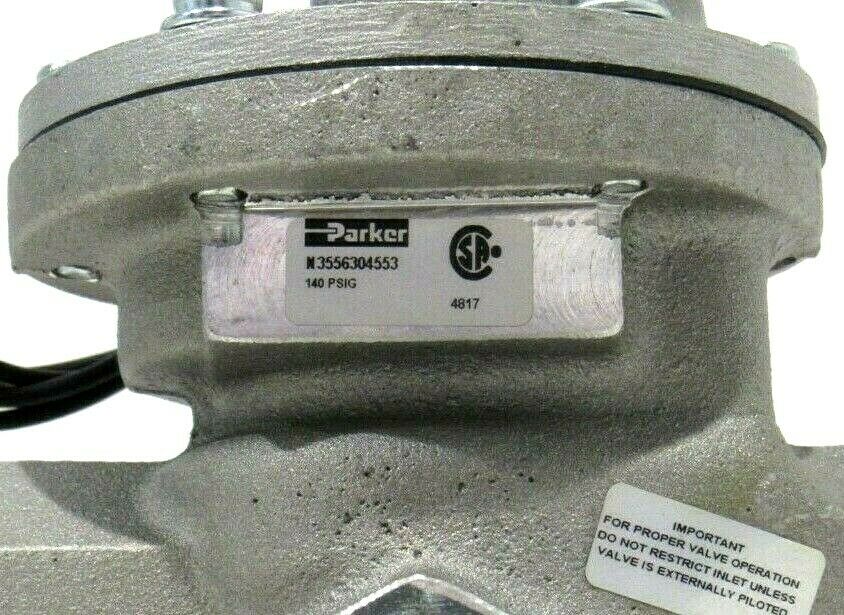 Parker
N3556304553
140 PSIG
SA
4817
IMPORTANT
FOR PROPER VALVE OPERATION
DO NOT RESTRICT INLET UNLESS
VALVE IS EXTERNALLY PILOTED